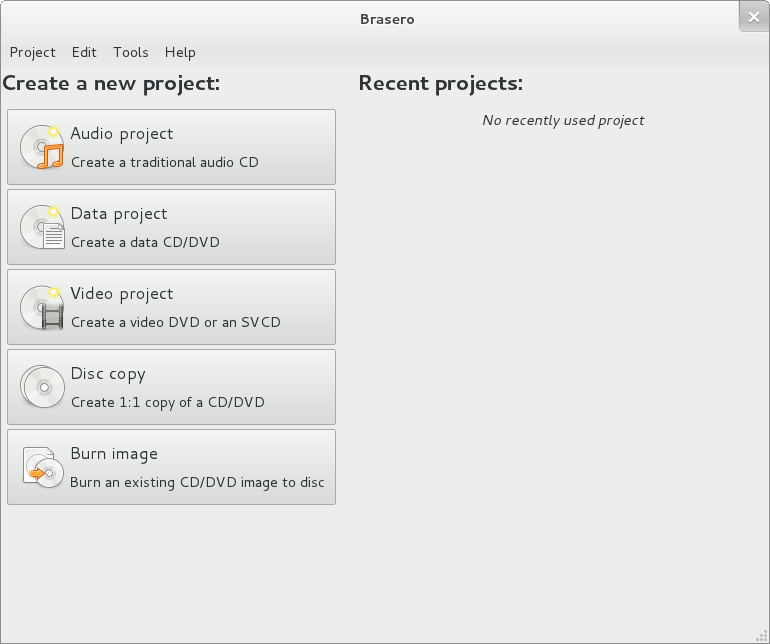 Brasero
Project Edit Tools Help
Create a new project:
Audio project
Create a traditional audio CD
Data project
Create a data CD/DVD
Video project
Create a video DVD or an SVCD
Disc copy
Create 1:1 copy of a CD/DVD
Burn image
Burn an existing CD/DVD image to disc
Recent projects:
No recently used project